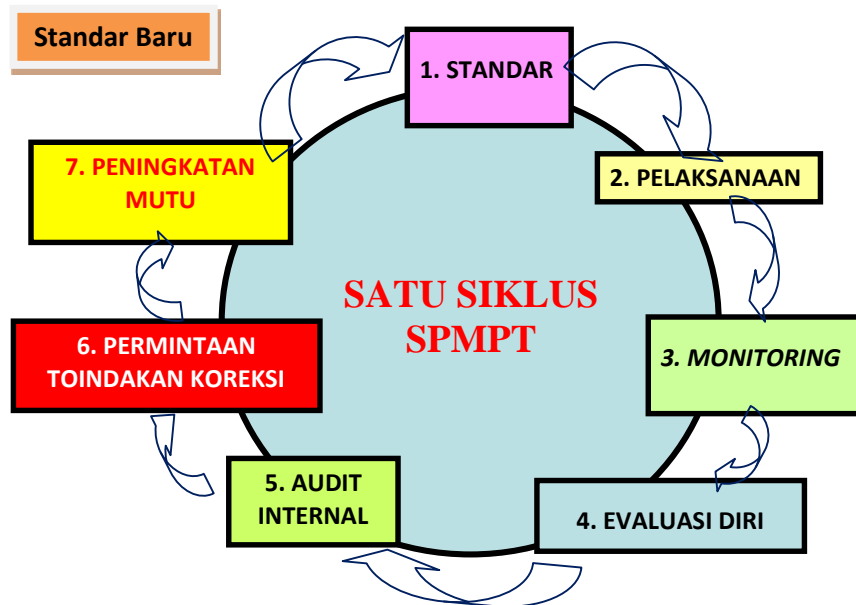 Standar Baru
1. STANDAR
2. PELAKSANAAN
3. MONITORING
4. EVALUASI DIRI
5. AUDIT
INTERNAL
6. PERMINTAAN
TOINDAKAN KOREKSI
7. PENINGKATAN
MUTU
SATU SIKLUS
SPMPT